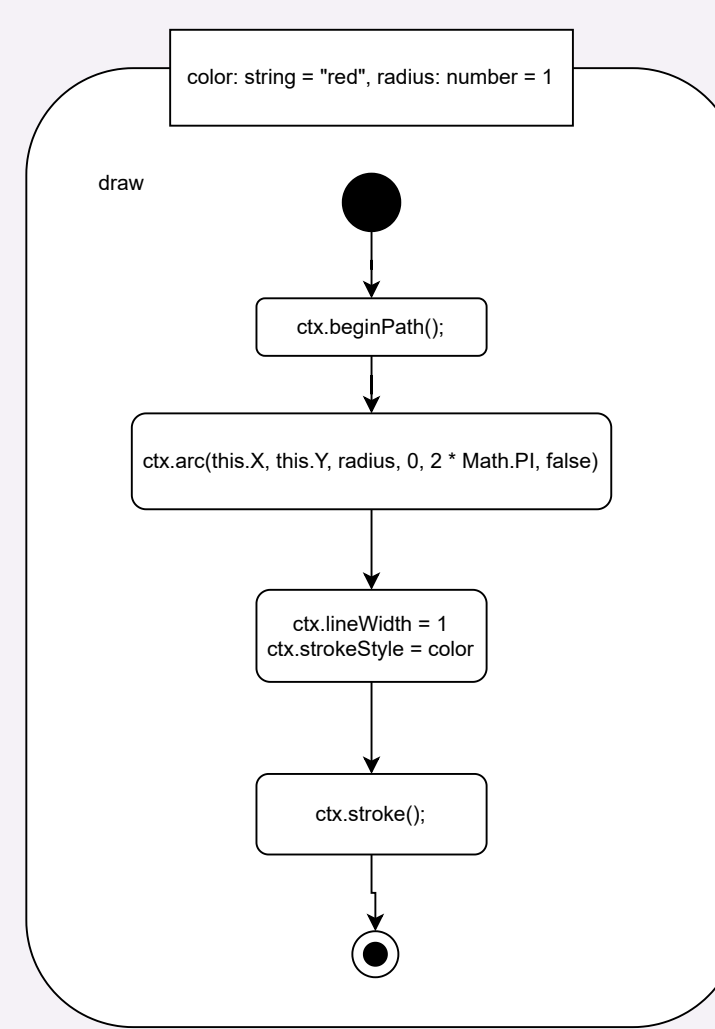 color: string = "red", radius: number = 1
draw
ctx.beginPath();
ctx.arc(this.X, this.Y, radius, 0, 2 * Math.PI, false)
ctx.lineWidth = 1
ctx.strokeStyle = color
ctx.stroke();